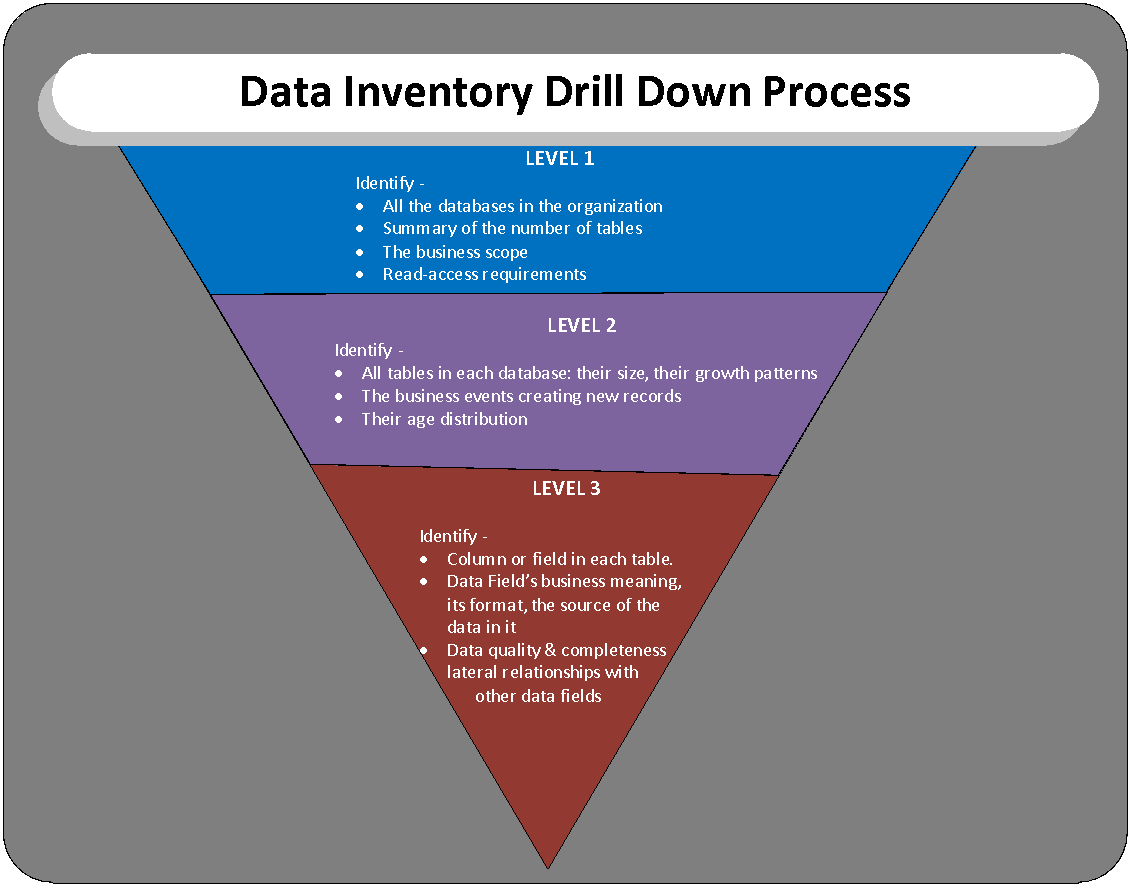 Data Inventory Drill Down Process
LEVEL 1
Identify -
• All the databases in the organization
• Summary of the number of tables
• The business scope
• Read-access requirements
LEVEL 2
Identify -
• All tables in each database: their size, their growth patterns
• The business events creating new records
• Their age distribution
LEVEL 3
Identify -
• Column or field in each table.
• Data Field’s business meaning,
its format, the source of the
data in it
• Data quality & completeness
lateral relationships with
other data fields